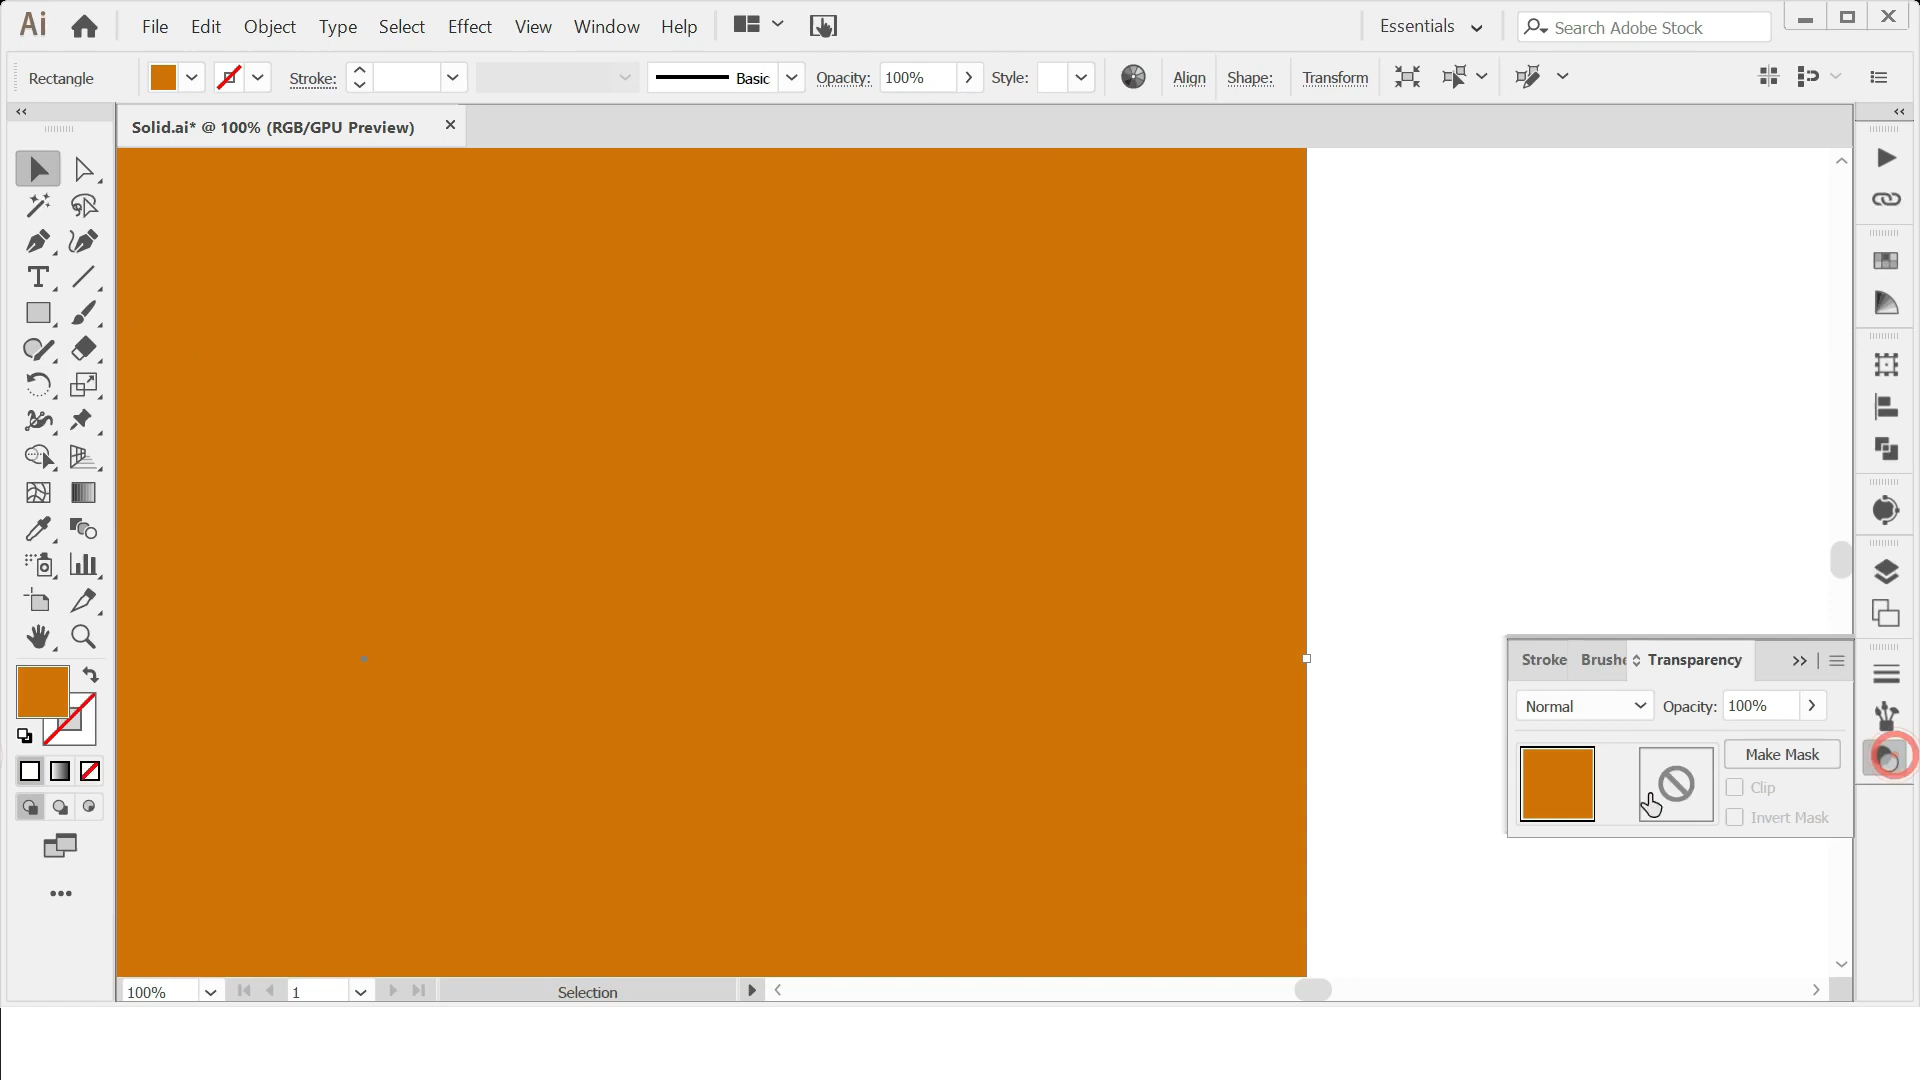 Ai File Edit Object Type Select Effect View Window Help Essentials Search Adobe Stock
Rectangle Stroke: Basic Opacity: 100% Style: Align Shape: Transform
Solid.ai* @ 100% (RGB/GPU Preview)
Stroke Brushe Transparency
Normal Opacity: 100%
Make Mask
Clip
Invert Mask
100% 1 Selection